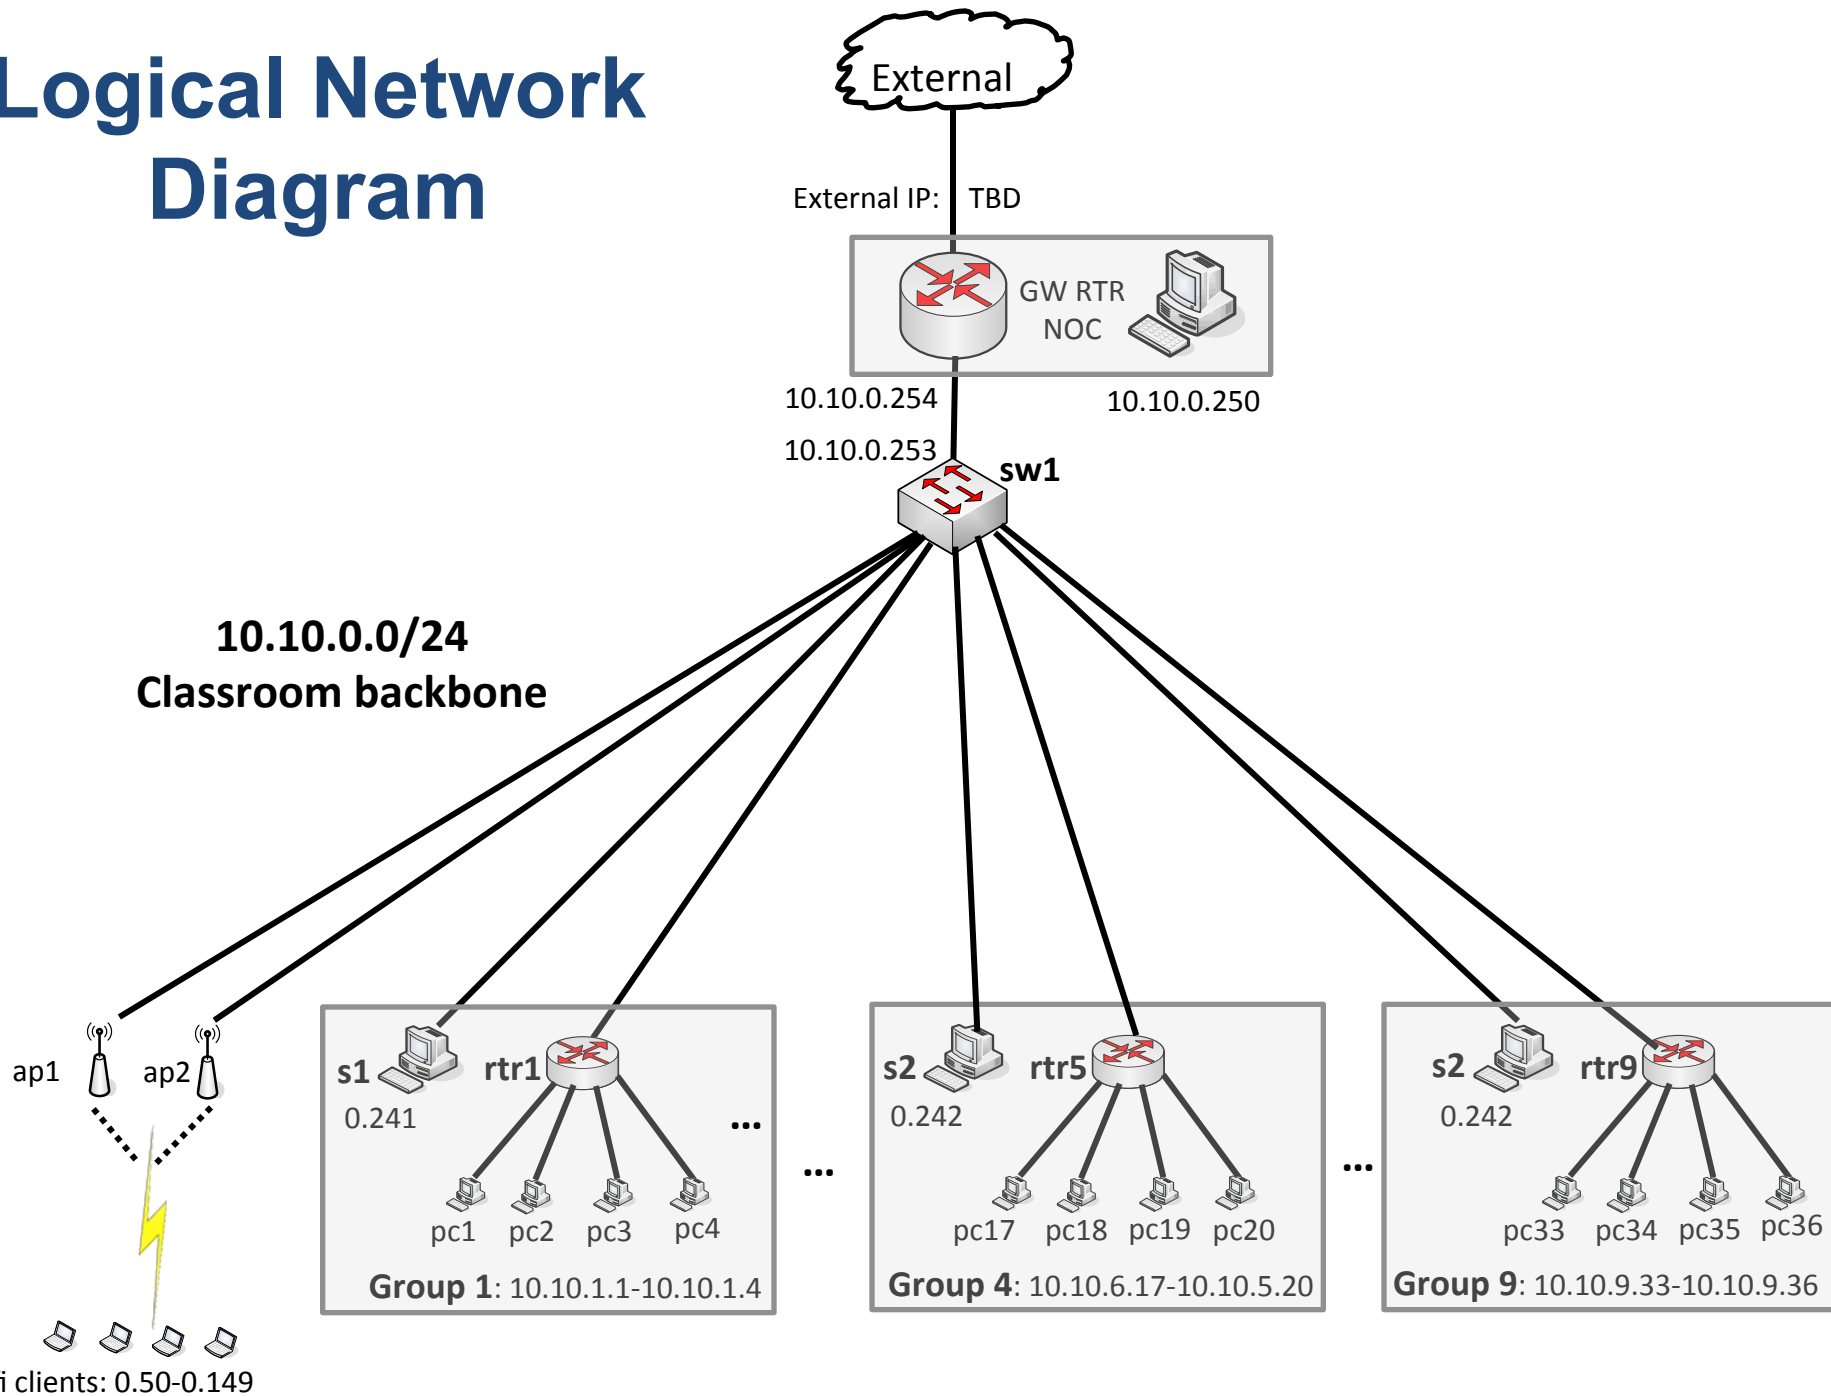 Logical Network
Diagram
External
External IP: TBD
GW RTR
NOC
10.10.0.254
10.10.0.250
10.10.0.253
sw1
10.10.0.0/24
Classroom backbone
ap1
ap2
s1
rtr1
0.241
...
pc1 pc2 pc3 pc4
Group 1: 10.10.1.1-10.10.1.4
...
s2
rtr5
0.242
pc17 pc18 pc19 pc20
Group 4: 10.10.6.17-10.10.5.20
...
s2
rtr9
0.242
pc33 pc34 pc35 pc36
Group 9: 10.10.9.33-10.10.9.36
fi clients: 0.50-0.149